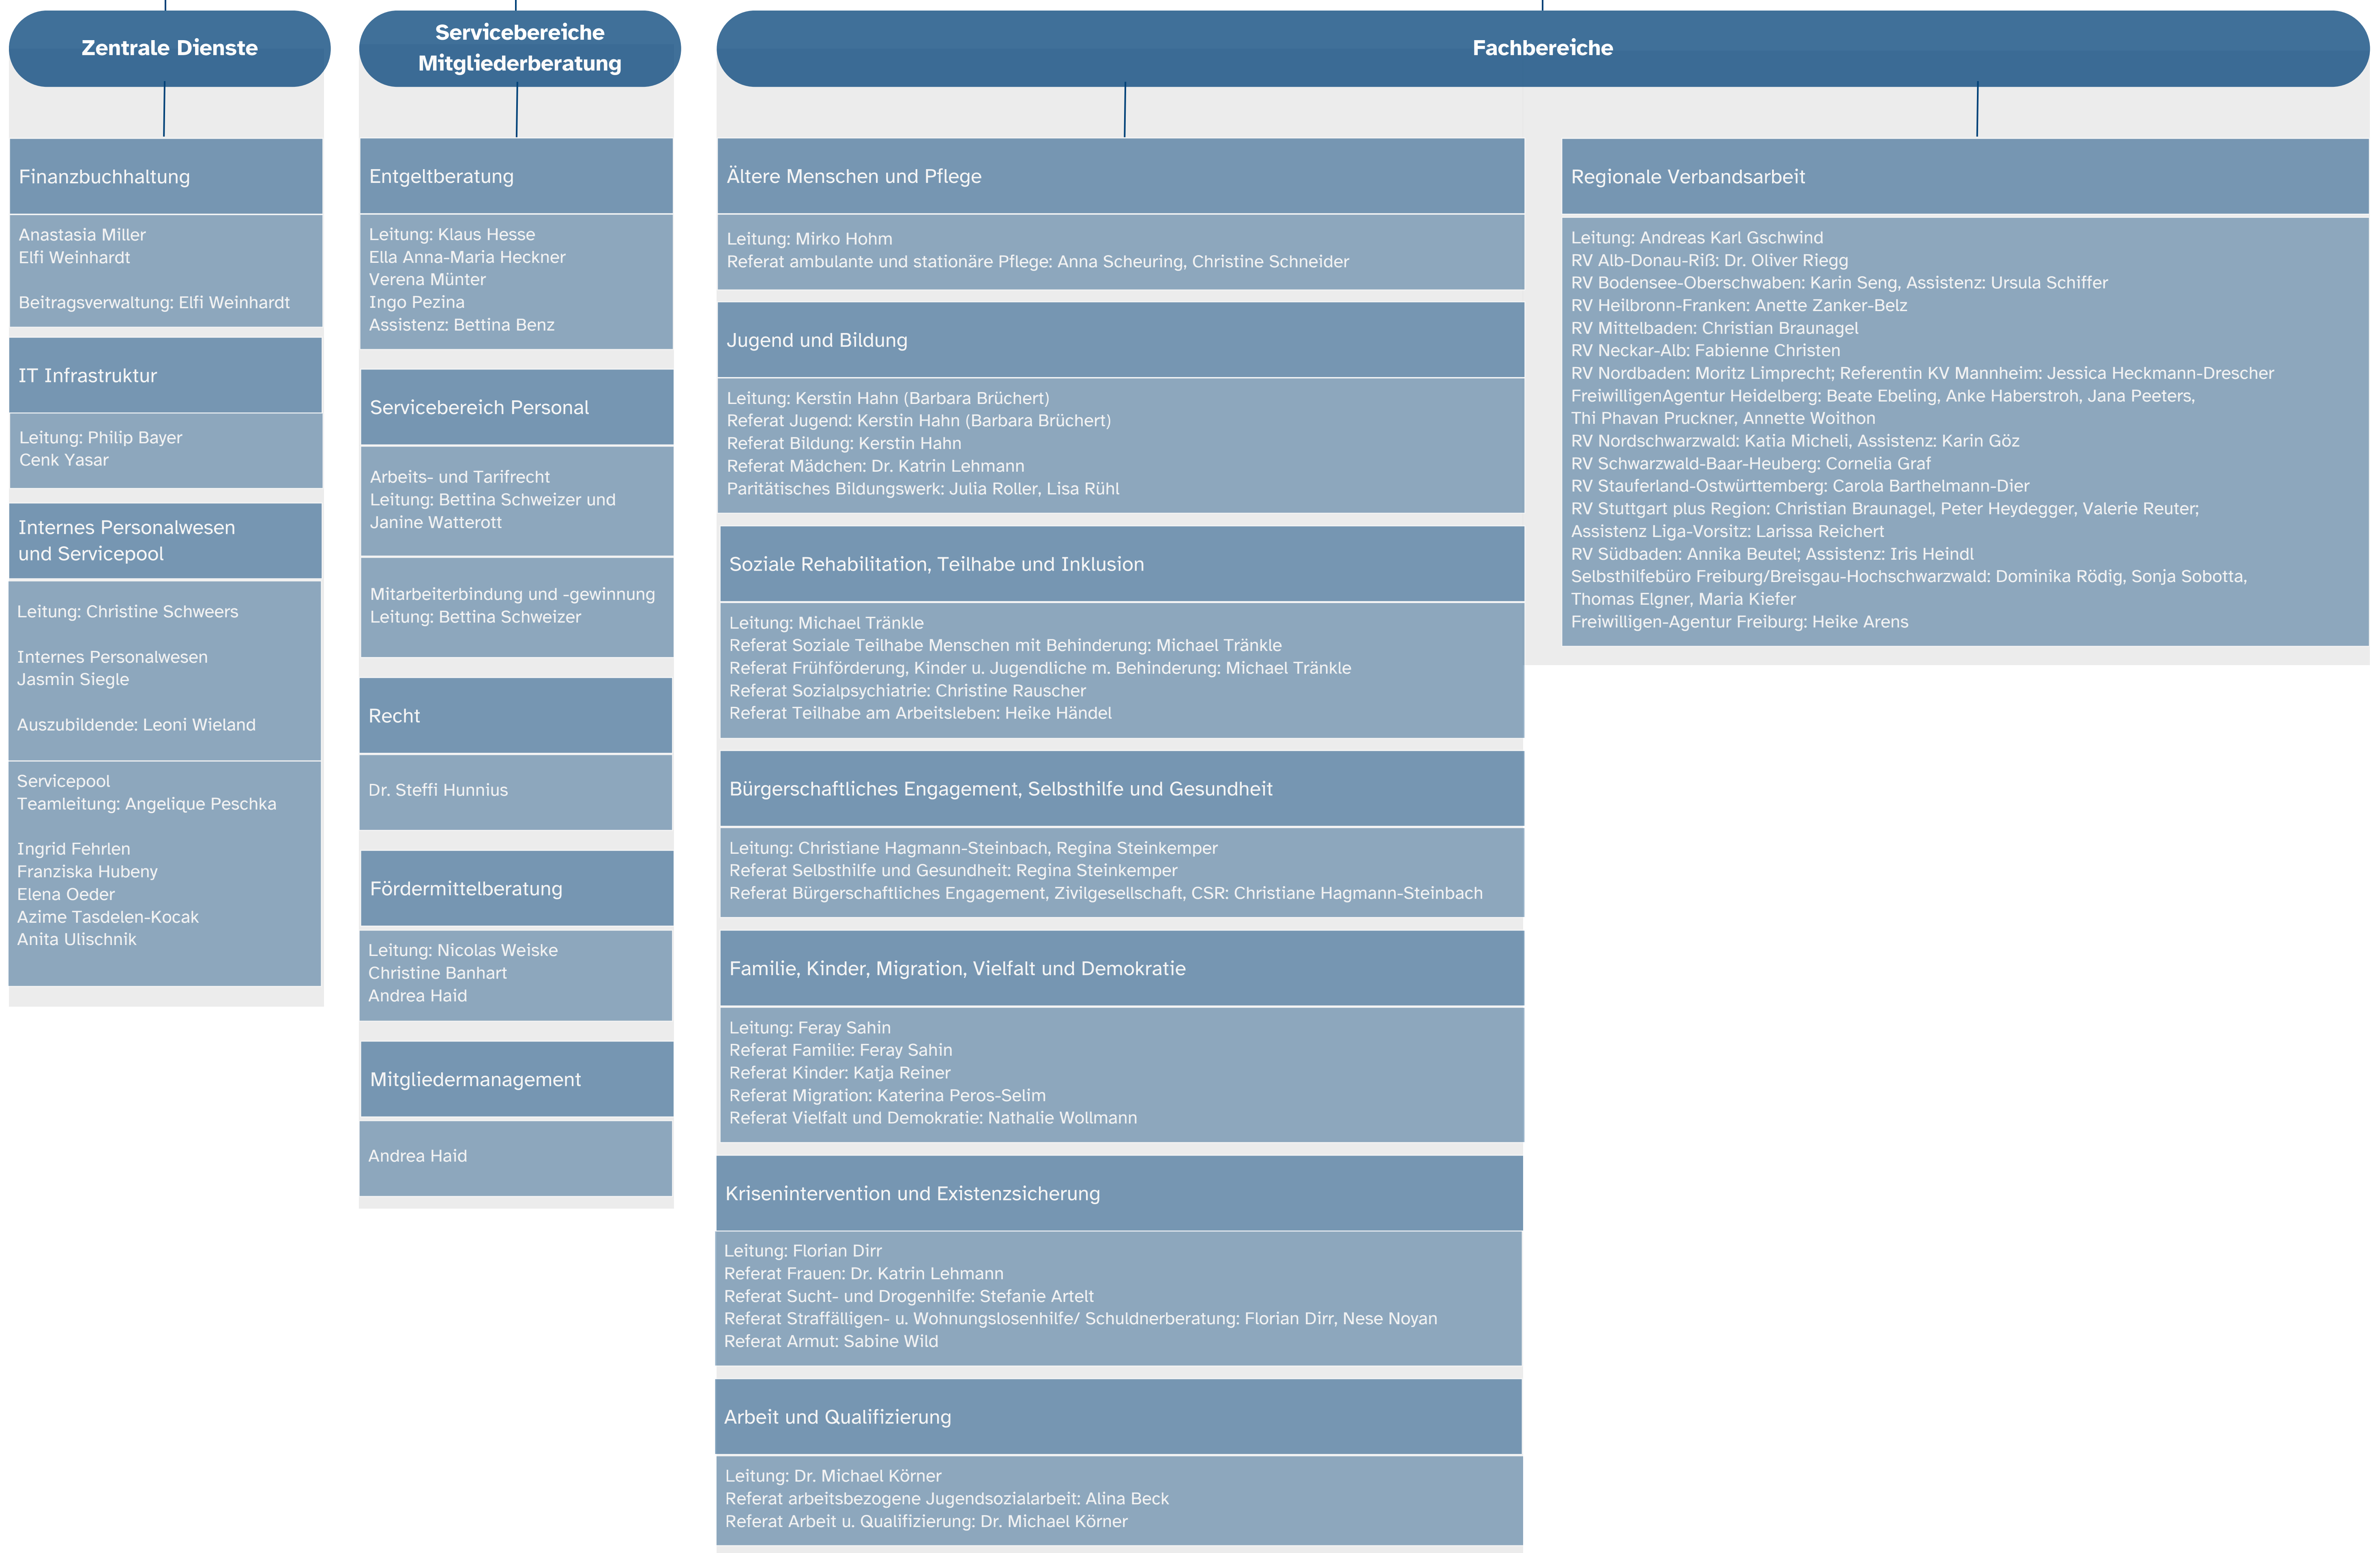 Zentrale Dienste
Finanzbuchhaltung
Anastasia Miller
Elfi Weinhardt
Beitragsverwaltung: Elfi Weinhardt
IT Infrastruktur
Leitung: Philip Bayer
Cenk Yasar
Internes Personalwesen
und Servicepool
Leitung: Christine Schweers
Internes Personalwesen
Jasmin Siegle
Auszubildende: Leoni Wieland
Servicepool
Teamleitung: Angelique Peschka
Ingrid Fehrlen
Franziska Hubeny
Elena Oeder
Azime Tasdelen-Kocak
Anita Ulischnik
Servicebereiche
Mitgliederberatung
Entgeltberatung
Leitung: Klaus Hesse
Ella Anna-Maria Heckner
Verena Münter
Ingo Pezina
Assistenz: Bettina Benz
Servicebereich Personal
Arbeits- und Tarifrecht
Leitung: Bettina Schweizer und
Janine Watterott
Mitarbeiterbindung und -gewinnung
Leitung: Bettina Schweizer
Recht
Dr. Steffi Hunnius
Fördermittelberatung
Leitung: Nicolas Weiske
Christine Banhart
Andrea Haid
Mitgliedermanagement
Andrea Haid
Fachbereiche
Ältere Menschen und Pflege
Leitung: Mirko Hohm
Referat ambulante und stationäre Pflege: Anna Scheuring, Christine Schneider
Jugend und Bildung
Leitung: Kerstin Hahn (Barbara Brüchert)
Referat Jugend: Kerstin Hahn (Barbara Brüchert)
Referat Bildung: Kerstin Hahn
Referat Mädchen: Dr. Katrin Lehmann
Paritätisches Bildungswerk: Julia Roller, Lisa Rühl
Soziale Rehabilitation, Teilhabe und Inklusion
Leitung: Michael Tränkle
Referat Soziale Teilhabe Menschen mit Behinderung: Michael Tränkle
Referat Frühförderung, Kinder u. Jugendliche m. Behinderung: Michael Tränkle
Referat Sozialpsychiatrie: Christine Rauscher
Referat Teilhabe am Arbeitsleben: Heike Händel
Bürgerschaftliches Engagement, Selbsthilfe und Gesundheit
Leitung: Christiane Hagmann-Steinbach, Regina Steinkemper
Referat Selbsthilfe und Gesundheit: Regina Steinkemper
Referat Bürgerschaftliches Engagement, Zivilgesellschaft, CSR: Christiane Hagmann-Steinbach
Familie, Kinder, Migration, Vielfalt und Demokratie
Leitung: Feray Sahin
Referat Familie: Feray Sahin
Referat Kinder: Katja Reiner
Referat Migration: Katerina Peros-Selim
Referat Vielfalt und Demokratie: Nathalie Wollmann
Krisenintervention und Existenzsicherung
Leitung: Florian Dirr
Referat Frauen: Dr. Katrin Lehmann
Referat Sucht- und Drogenhilfe: Stefanie Artelt
Referat Straffälligen- u. Wohnungslosenhilfe/ Schuldnerberatung: Florian Dirr, Nese Noyan
Referat Armut: Sabine Wild
Arbeit und Qualifizierung
Leitung: Dr. Michael Körner
Referat arbeitsbezogene Jugendsozialarbeit: Alina Beck
Referat Arbeit u. Qualifizierung: Dr. Michael Körner
Regionale Verbandsarbeit
Leitung: Andreas Karl Gschwind
RV Alb-Donau-Riß: Dr. Oliver Riegg
RV Bodensee-Oberschwaben: Karin Seng, Assistenz: Ursula Schiffer
RV Heilbronn-Franken: Anette Zanker-Belz
RV Mittelbaden: Christian Braunagel
RV Neckar-Alb: Fabienne Christen
RV Nordbaden: Moritz Limprecht; Referentin KV Mannheim: Jessica Heckmann-Drescher
FreiwilligenAgentur Heidelberg: Beate Ebeling, Anke Haberstroh, Jana Peeters,
Thi Phavan Pruckner, Annette Woithon
RV Nordschwarzwald: Katia Micheli, Assistenz: Karin Göz
RV Schwarzwald-Baar-Heuberg: Cornelia Graf
RV Stauferland-Ostwürttemberg: Carola Barthelmann-Dier
RV Stuttgart plus Region: Christian Braunagel, Peter Heydegger, Valerie Reuter;
Assistenz Liga-Vorsitz: Larissa Reichert
RV Südbaden: Annika Beutel; Assistenz: Iris Heindl
Selbsthilfebüro Freiburg/Breisgau-Hochschwarzwald: Dominika Rödig, Sonja Sobotta,
Thomas Elgner, Maria Kiefer
Freiwilligen-Agentur Freiburg: Heike Arens